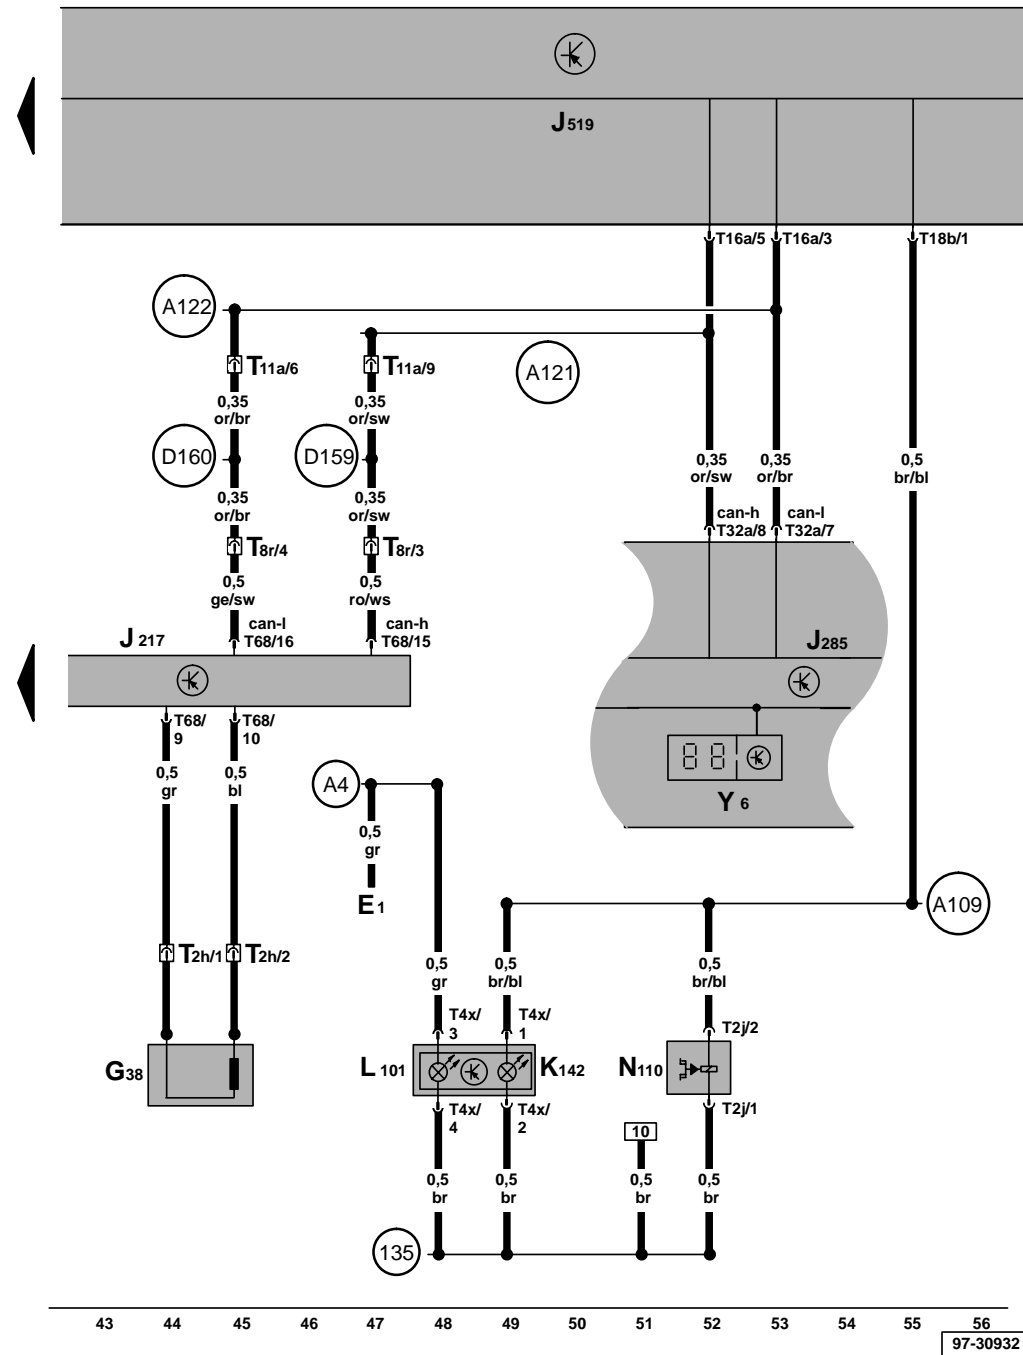 J519
T16a/5
T16a/3
T18b/1
A122
A121
T11a/6
T11a/9
0,35
or/br
0,35
or/sw
D160
D159
0,35
or/sw
0,35
or/br
0,5
br/bl
0,35
or/br
0,35
or/sw
can-h
T32a/8
can-l
T32a/7
T8r/4
T8r/3
0,5
ge/sw
0,5
ro/ws
can-l
T68/16
can-h
T68/15
J 217
J285
T68/
9
T68/
10
0,5
gr
0,5
bl
A4
88
Y 6
0,5
gr
E1
A109
T2h/1
T2h/2
0,5
gr
0,5
br/bl
0,5
br/bl
T4x/
3
T4x/
1
T2j/2
G38
L 101
K142
N110
T4x/
4
T4x/
2
T2j/1
10
0,5
br
0,5
br
0,5
br
0,5
br
135
43 44 45 46 47 48 49 50 51 52 53 54 55 56
97-30932